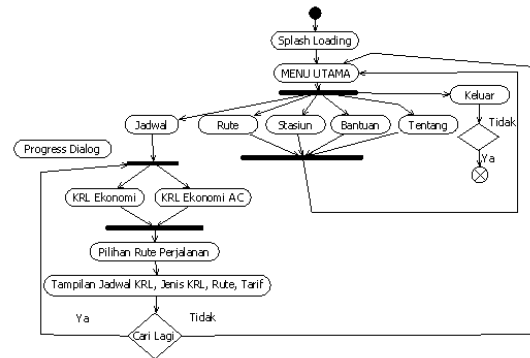 Splash Loading
MENU UTAMA
Keluar
Jadwal
Rute
Stasiun
Bantuan
Tentang
Tidak
Ya
Progress Dialog
KRL Ekonomi
KRL Ekonomi AC
Pilihan Rute Perjalanan
Tampilan Jadwal KRL, Jenis KRL, Rute, Tarif
Ya
Tidak
Cari Lagi